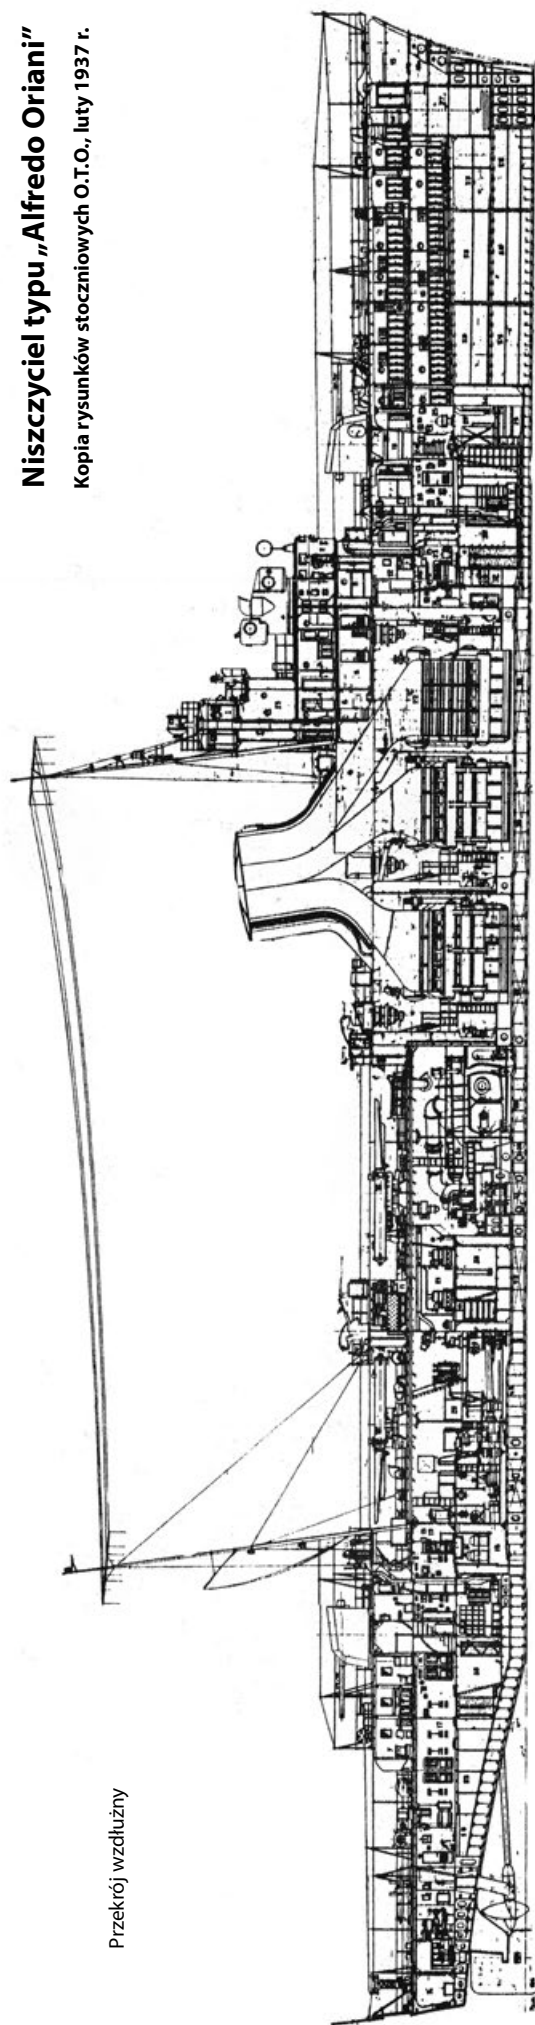 Niszczyciel typu „Alfredo Oriani”
Kopia rysunków stoczniowych O.T.O., luty 1937 r.
Przekrój wzdłużny